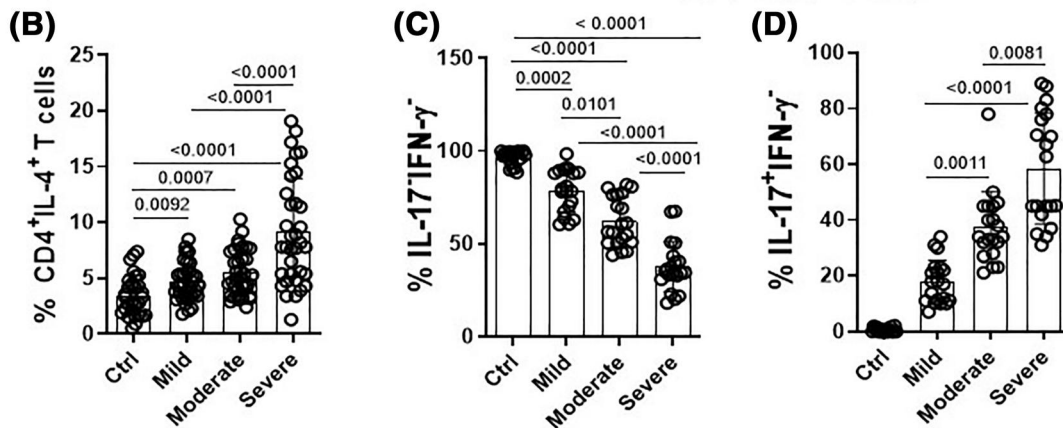 (B)
% CD4⁺IL-4⁺ T cells
25
20
15
10
5
0
<0.0001
<0.0001
<0.0001
0.0007
0.0092
Ctrl
Mild
Moderate
Severe
(C)
% IL-17⁻IFN-γ⁻
150
100
50
0
< 0.0001
<0.0001
0.0002
0.0101
<0.0001
<0.0001
Ctrl
Mild
Moderate
Severe
(D)
% IL-17⁺IFN-γ⁻
100
80
60
40
20
0
0.0081
<0.0001
0.0011
Ctrl
Mild
Moderate
Severe